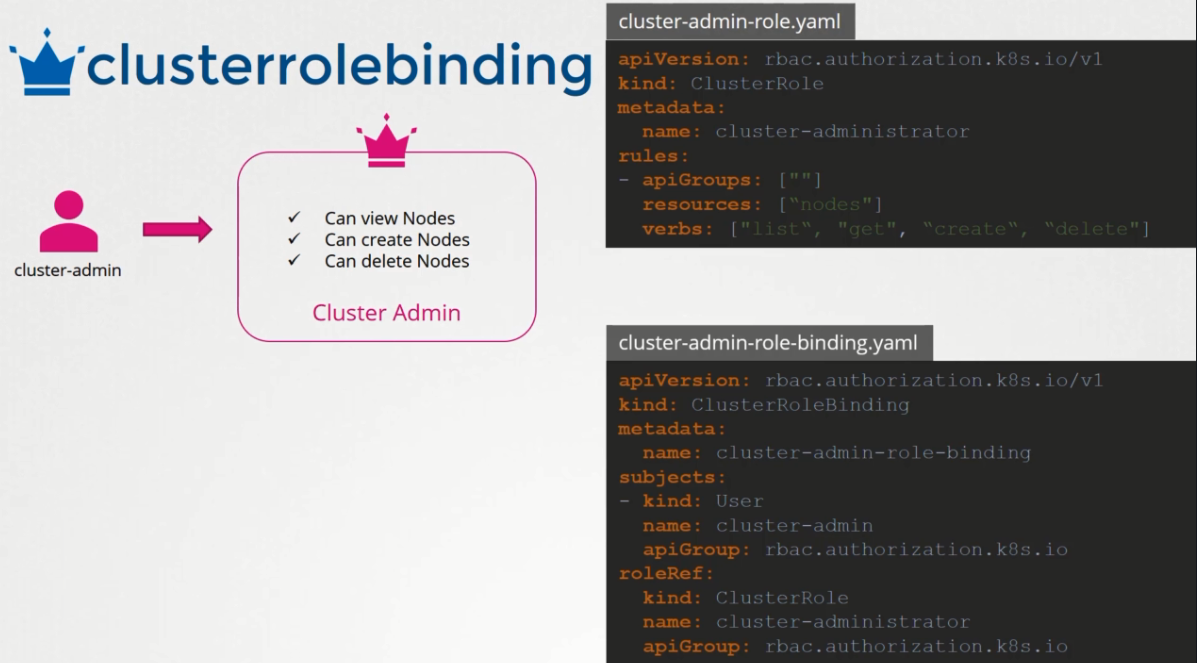 clusterrolebinding
cluster-admin
✓ Can view Nodes
✓ Can create Nodes
✓ Can delete Nodes
Cluster Admin
cluster-admin-role.yaml
apiVersion: rbac.authorization.k8s.io/v1
kind: ClusterRole
metadata:
  name: cluster-administrator
rules:
- apiGroups: [""]
  resources: [“nodes"]
  verbs: ["list“, "get", “create“, “delete"]
cluster-admin-role-binding.yaml
apiVersion: rbac.authorization.k8s.io/v1
kind: ClusterRoleBinding
metadata:
  name: cluster-admin-role-binding
subjects:
- kind: User
  name: cluster-admin
  apiGroup: rbac.authorization.k8s.io
roleRef:
  kind: ClusterRole
  name: cluster-administrator
  apiGroup: rbac.authorization.k8s.io